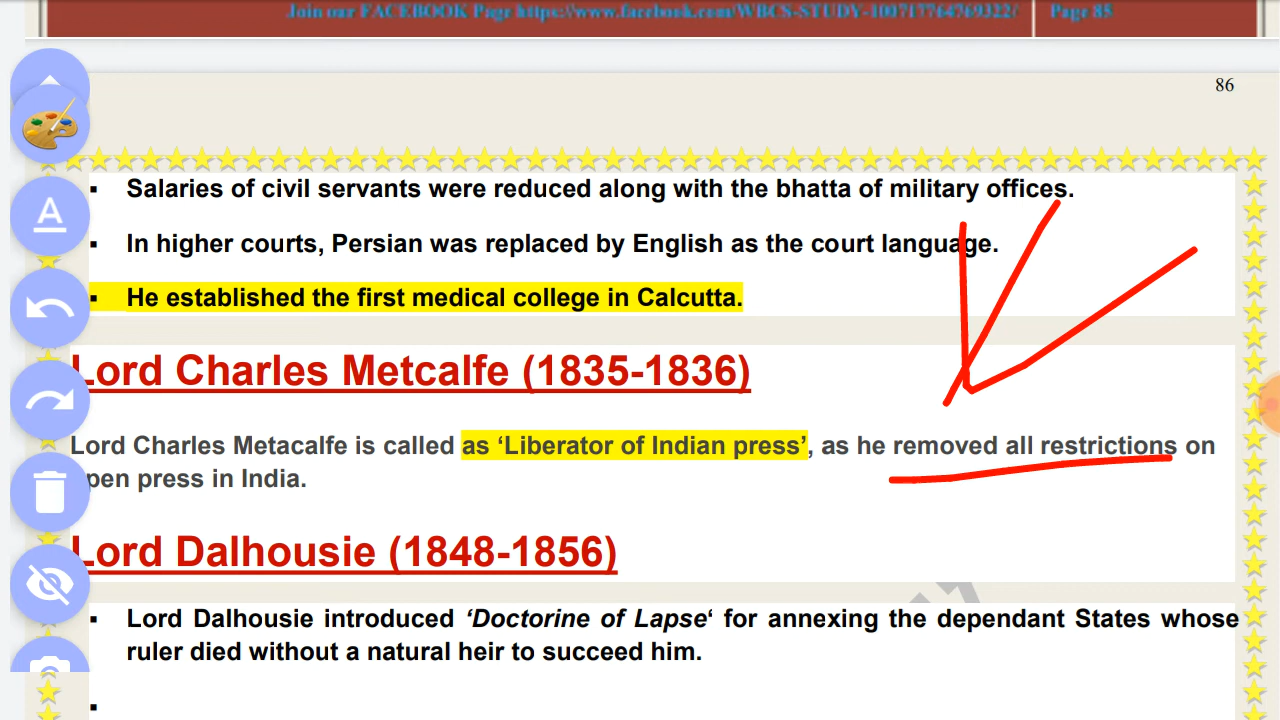 Join our FACEBOOK Page https://www.facebook.com/WBCS-STUDY-100717764769322/ Page 85
86
▪ Salaries of civil servants were reduced along with the bhatta of military offices.
▪ In higher courts, Persian was replaced by English as the court language.
▪ He established the first medical college in Calcutta.
Lord Charles Metcalfe (1835-1836)
Lord Charles Metacalfe is called as ‘Liberator of Indian press’, as he removed all restrictions on
pen press in India.
Lord Dalhousie (1848-1856)
▪ Lord Dalhousie introduced ‘Doctorine of Lapse‘ for annexing the dependant States whose
ruler died without a natural heir to succeed him.
▪